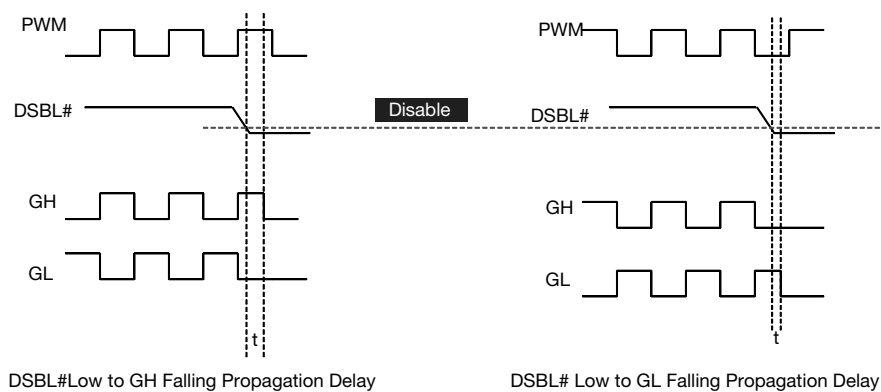 PWM
DSBL#
GH
GL
t
DSBL#Low to GH Falling Propagation Delay
Disable
PWM
DSBL#
GH
GL
t
DSBL# Low to GL Falling Propagation Delay